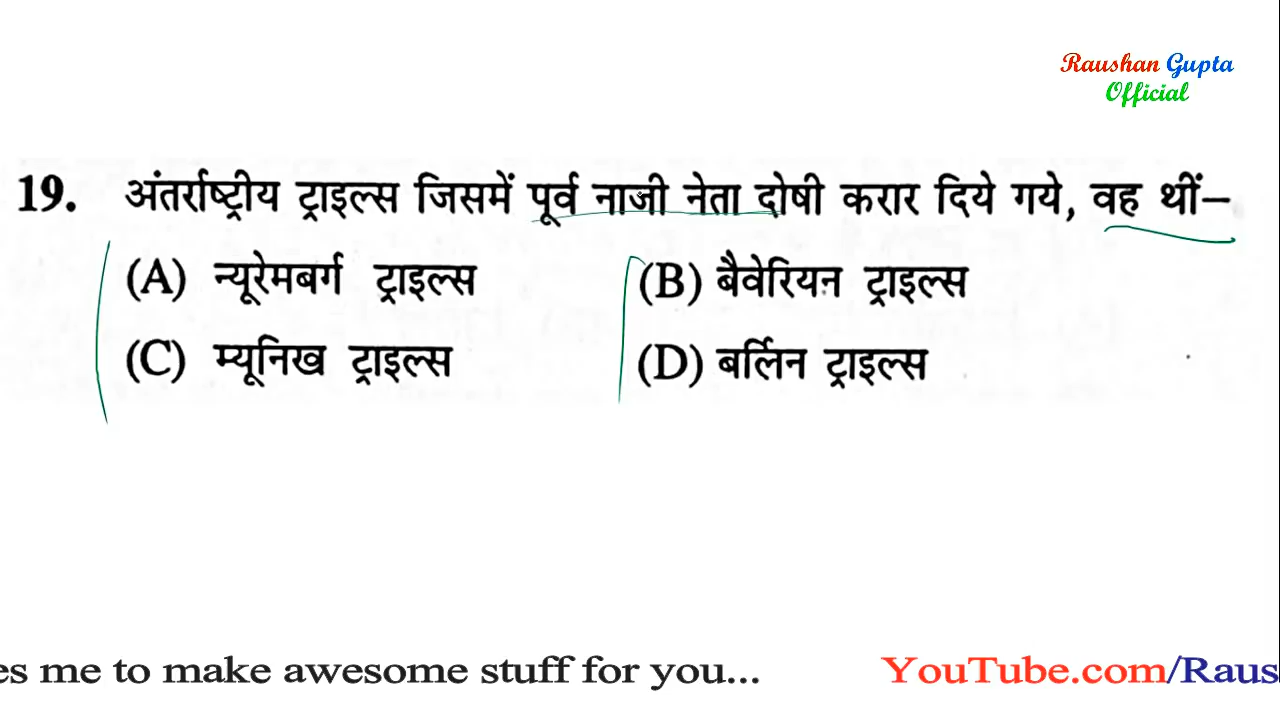 Raushan Gupta
Official
19. अंतर्राष्ट्रीय ट्राइल्स जिसमें पूर्व नाजी नेता दोषी करार दिये गये, वह थीं–
(A) न्यूरेमबर्ग ट्राइल्स (B) बैवेरियन ट्राइल्स
(C) म्यूनिख ट्राइल्स (D) बर्लिन ट्राइल्स
es me to make awesome stuff for you... YouTube.com/Raus